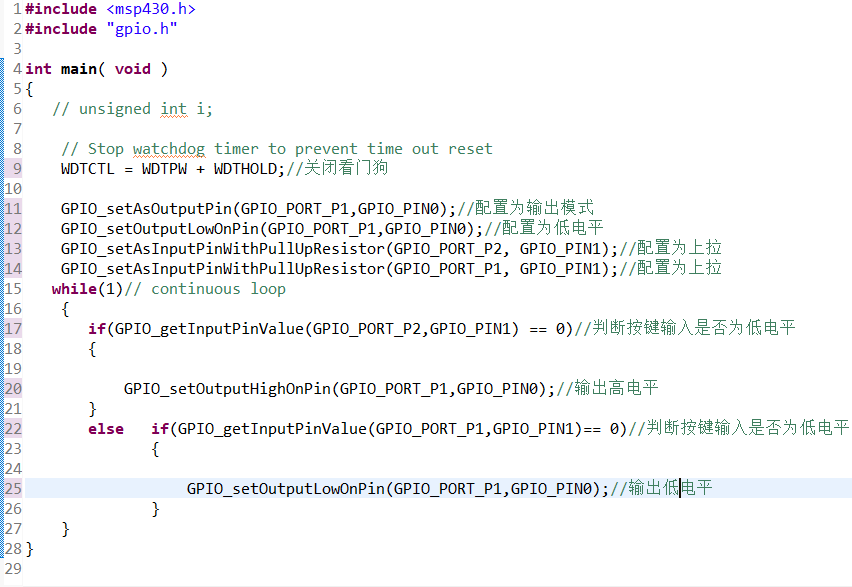 1 #include <msp430.h>
2 #include "gpio.h"
3
4 int main( void )
5 {
6 // unsigned int i;
7
8 // Stop watchdog timer to prevent time out reset
9 WDTCTL = WDTPW + WDTHOLD;//关闭看门狗
10
11 GPIO_setAsOutputPin(GPIO_PORT_P1,GPIO_PIN0);//配置为输出模式
12 GPIO_setOutputLowOnPin(GPIO_PORT_P1,GPIO_PIN0);//配置为低电平
13 GPIO_setAsInputPinWithPullUpResistor(GPIO_PORT_P2, GPIO_PIN1);//配置为上拉
14 GPIO_setAsInputPinWithPullUpResistor(GPIO_PORT_P1, GPIO_PIN1);//配置为上拉
15 while(1)// continuous loop
16 {
17 if(GPIO_getInputPinValue(GPIO_PORT_P2,GPIO_PIN1) == 0)//判断按键输入是否为低电平
18 {
19
20 GPIO_setOutputHighOnPin(GPIO_PORT_P1,GPIO_PIN0);//输出高电平
21 }
22 else if(GPIO_getInputPinValue(GPIO_PORT_P1,GPIO_PIN1)== 0)//判断按键输入是否为低电平
23 {
24
25 GPIO_setOutputLowOnPin(GPIO_PORT_P1,GPIO_PIN0);//输出低电平
26 }
27 }
28 }
29